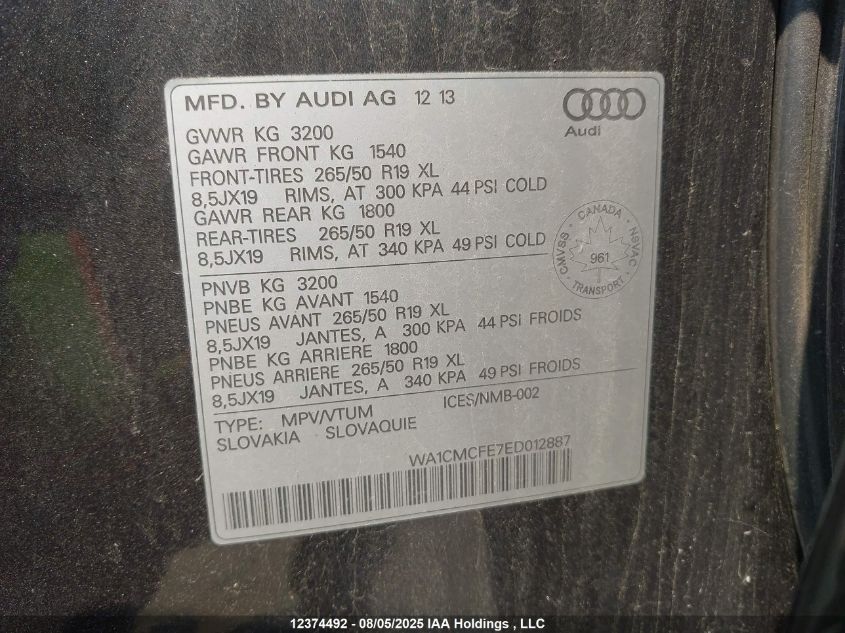 MFD. BY AUDI AG 12 13
Audi
GVWR KG 3200
GAWR FRONT KG 1540
FRONT-TIRES 265/50 R19 XL
8,5JX19 RIMS, AT 300 KPA 44 PSI COLD
GAWR REAR KG 1800
REAR-TIRES 265/50 R19 XL
8,5JX19 RIMS, AT 340 KPA 49 PSI COLD
CANADA
CMVSS
NSVAC
961
TRANSPORT
PNVB KG 3200
PNBE KG AVANT 1540
PNEUS AVANT 265/50 R19 XL
8,5JX19 JANTES, A 300 KPA 44 PSI FROIDS
PNBE KG ARRIERE 1800
PNEUS ARRIERE 265/50 R19 XL
8,5JX19 JANTES, A 340 KPA 49 PSI FROIDS
TYPE: MPV/VTUM ICES/NMB-002
SLOVAKIA SLOVAQUIE
WA1CMCFE7ED012887
12374492 - 08/05/2025 IAA Holdings , LLC